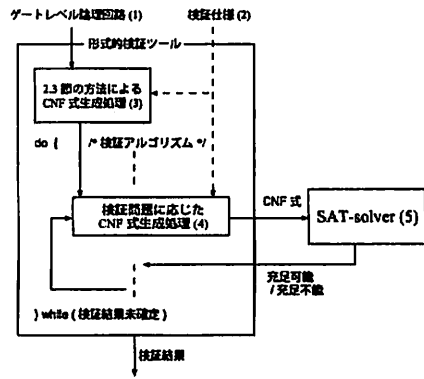 ゲートレベル論理回路 (1)
検証仕様 (2)
形式的検証ツール
2.3 節の方法による
CNF 式生成処理 (3)
do {
/* 検証アルゴリズム */
検証問題に応じた
CNF 式生成処理 (4)
CNF 式
SAT-solver (5)
充足可能
/ 充足不能
} while ( 検証結果未確定 )
検証結果